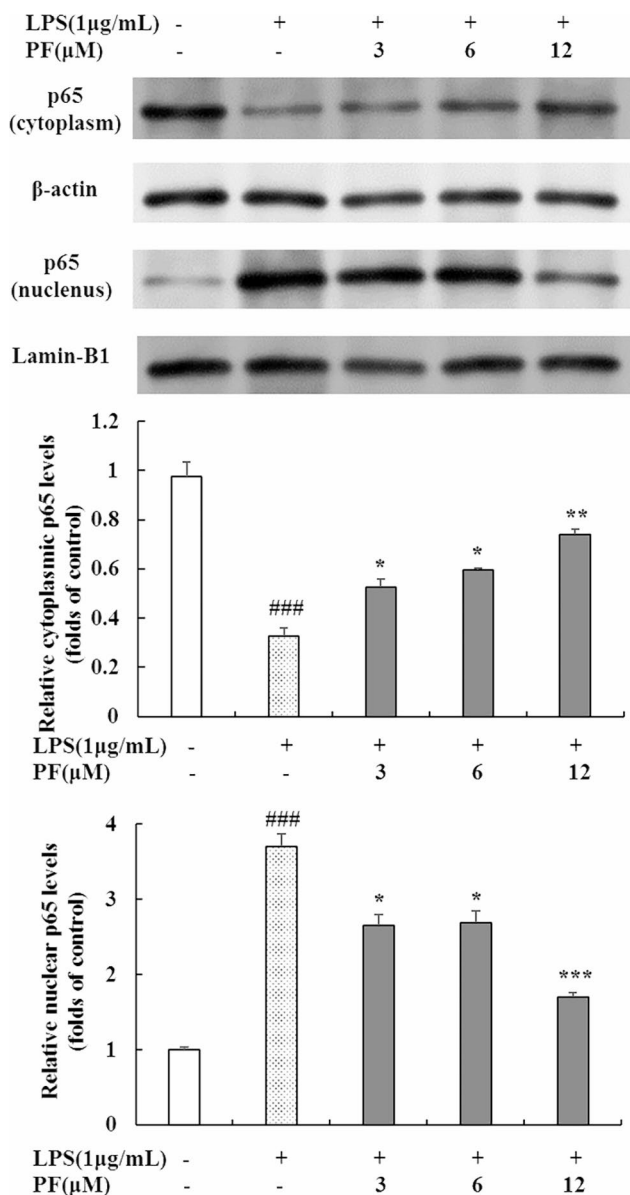 LPS(1μg/mL) - + + + +
PF(μM) - - 3 6 12
p65
(cytoplasm)
β-actin
p65
(nuclenus)
Lamin-B1
Relative cytoplasmic p65 levels
(folds of control)
1.2
1
0.8
0.6
0.4
0.2
0
###
*
*
**
LPS(1μg/mL) - + + + +
PF(μM) - - 3 6 12
Relative nuclear p65 levels
(folds of control)
4
3
2
1
0
###
*
*
***
LPS(1μg/mL) - + + + +
PF(μM) - - 3 6 12